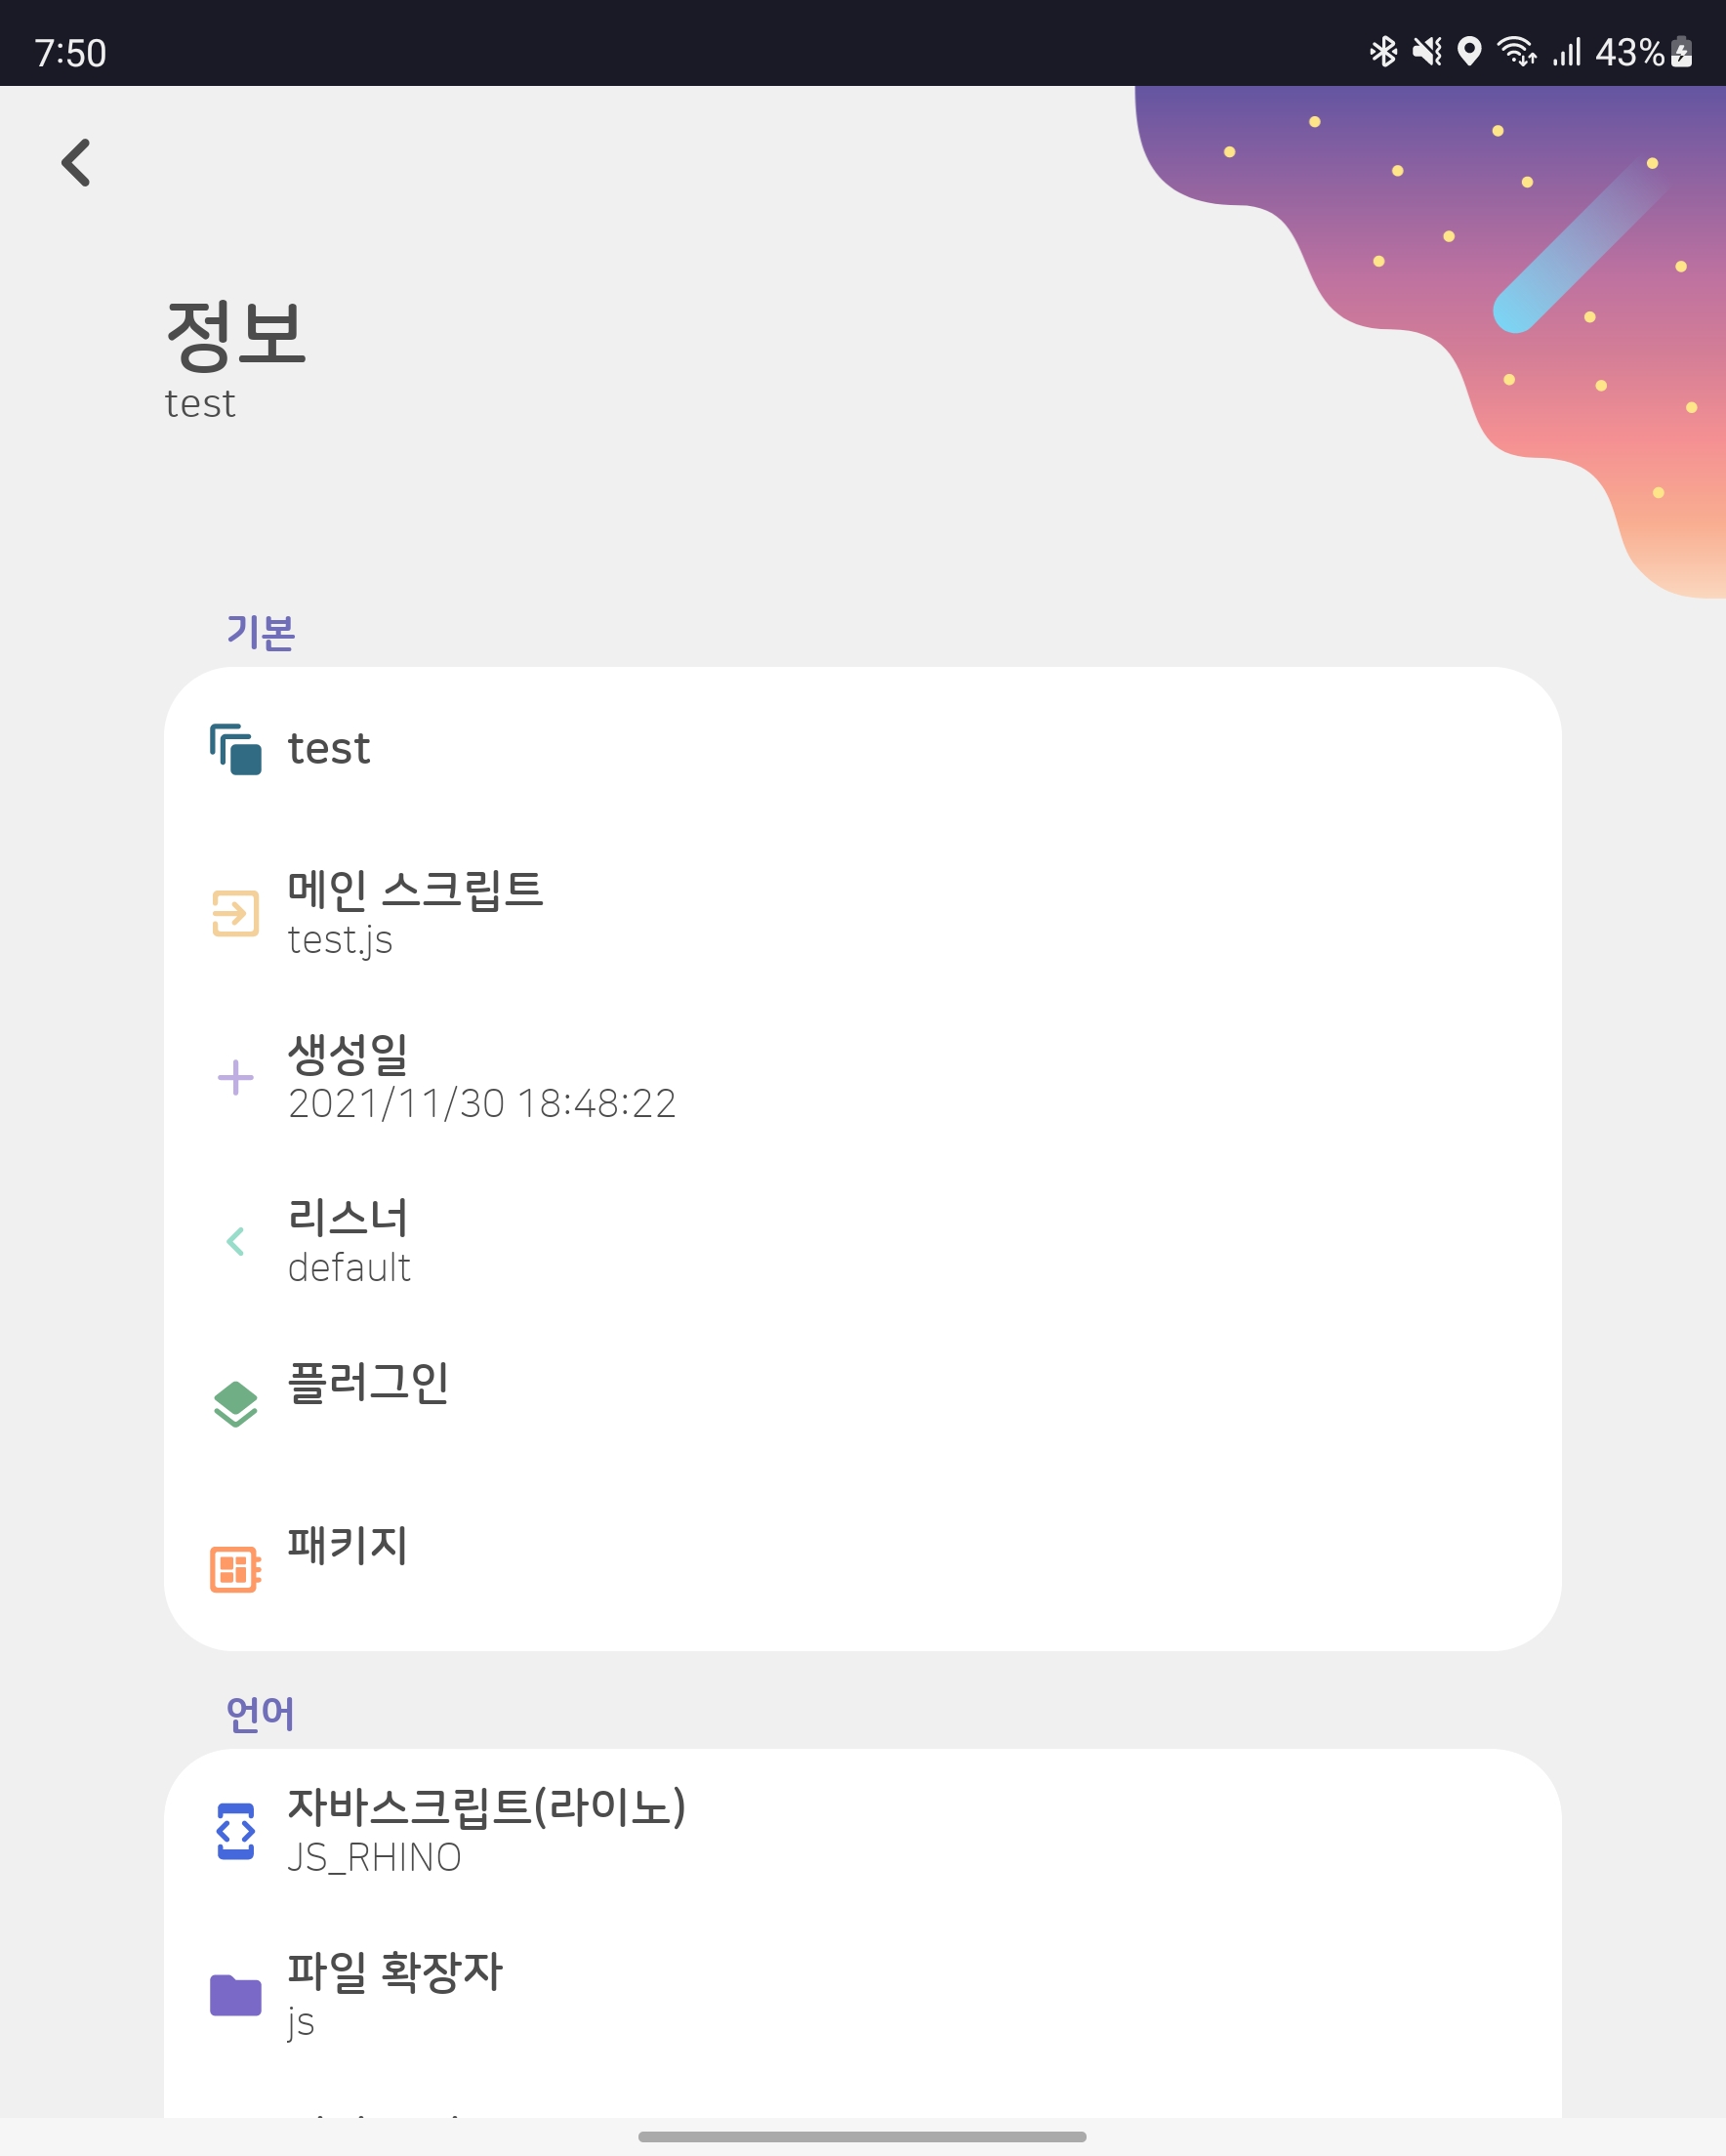 7:50
43%
정보
test
기본
test
메인 스크립트
test.js
생성일
2021/11/30 18:48:22
리스너
default
플러그인
패키지
언어
자바스크립트(라이노)
JS_RHINO
파일 확장자
js